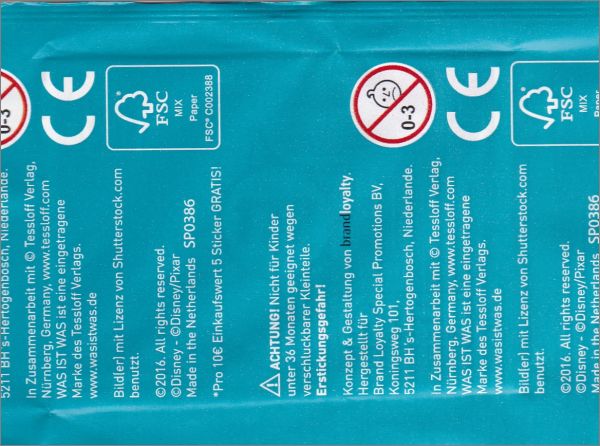 5211 BH 's-Hertogenbosch, Niederlande.
In Zusammenarbeit mit © Tessloff Verlag,
Nürnberg, Germany, www.tessloff.com
WAS IST WAS ist eine eingetragene
Marke des Tessloff Verlags.
www.wasistwas.de
Bild(er) mit Lizenz von Shutterstock.com
benutzt.
©2016. All rights reserved.
©Disney - ©Disney/Pixar
Made in the Netherlands SP0386
*Pro 10€ Einkaufswert 5 Sticker GRATIS!
0-3
CE
FSC
MIX
Paper
FSC® C002388
ACHTUNG! Nicht für Kinder
unter 36 Monaten geeignet wegen
verschluckbarer Kleinteile.
Erstickungsgefahr!
Konzept & Gestaltung von brandloyalty.
Hergestellt für
Brand Loyalty Special Promotions BV,
Koningsweg 101,
5211 BH 's-Hertogenbosch, Niederlande.
In Zusammenarbeit mit © Tessloff Verlag,
Nürnberg, Germany, www.tessloff.com
WAS IST WAS ist eine eingetragene
Marke des Tessloff Verlags.
www.wasistwas.de
Bild(er) mit Lizenz von Shutterstock.com
benutzt.
©2016. All rights reserved.
©Disney - ©Disney/Pixar
Made in the Netherlands SP0386
0-3
CE
FSC
MIX
Paper